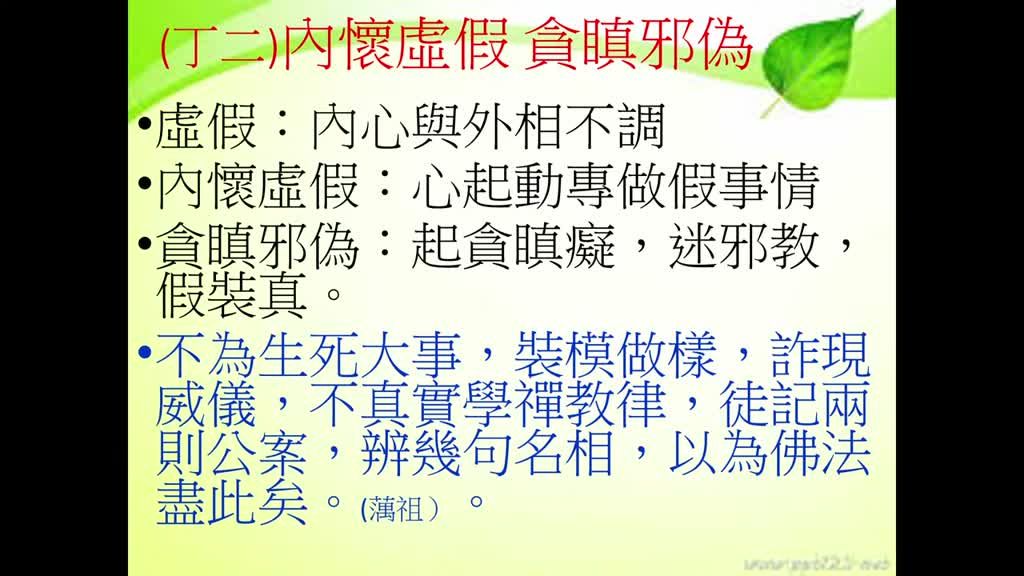 (丁二)內懷虛假 貪瞋邪偽
•虛假：內心與外相不調
•內懷虛假：心起動專做假事情
•貪瞋邪偽：起貪瞋癡，迷邪教，
假裝真。
•不為生死大事，裝模做樣，詐現
威儀，不真實學禪教律，徒記兩
則公案，辨幾句名相，以為佛法
盡此矣。(蕅祖）。